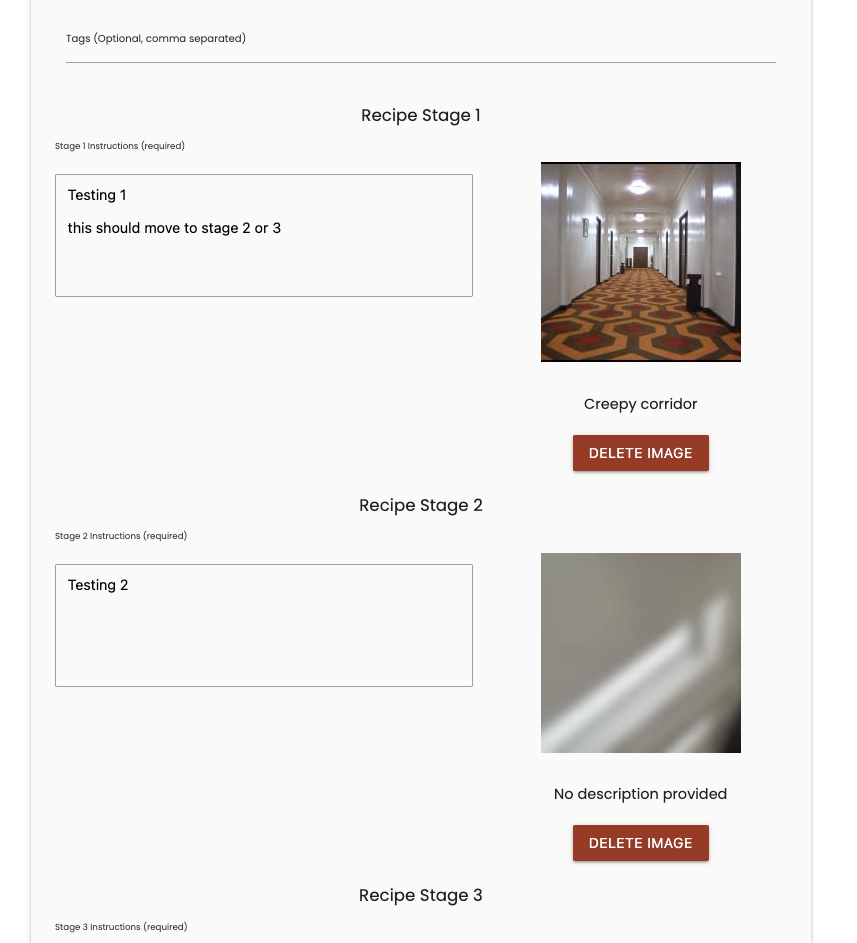 Tags (Optional, comma separated)
Recipe Stage 1
Stage 1 Instructions (required)
Testing 1
this should move to stage 2 or 3
Creepy corridor
DELETE IMAGE
Recipe Stage 2
Stage 2 Instructions (required)
Testing 2
No description provided
DELETE IMAGE
Recipe Stage 3
Stage 3 Instructions (required)